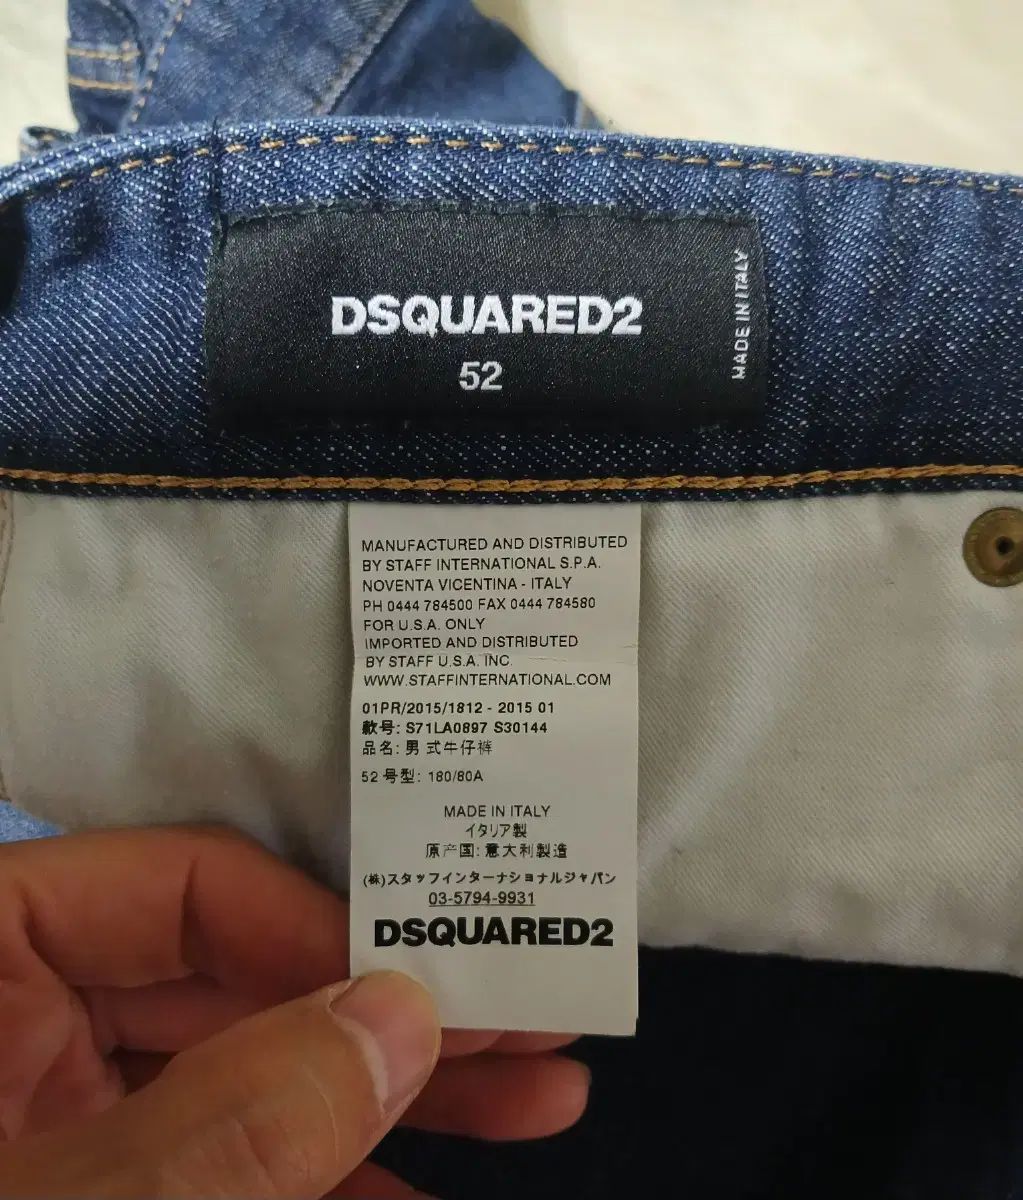 DSQUARED2
52
MADE IN ITALY
MANUFACTURED AND DISTRIBUTED
BY STAFF INTERNATIONAL S.P.A.
NOVENTA VICENTINA - ITALY
PH 0444 784500 FAX 0444 784580
FOR U.S.A. ONLY
IMPORTED AND DISTRIBUTED
BY STAFF U.S.A. INC.
WWW.STAFFINTERNATIONAL.COM
01PR/2015/1812 - 2015 01
款号: S71LA0897 S30144
品名: 男式牛仔裤
52 号型: 180/80A
MADE IN ITALY
イタリア製
原产国: 意大利製造
(株)スタッフインターナショナルジャパン
03-5794-9931
DSQUARED2